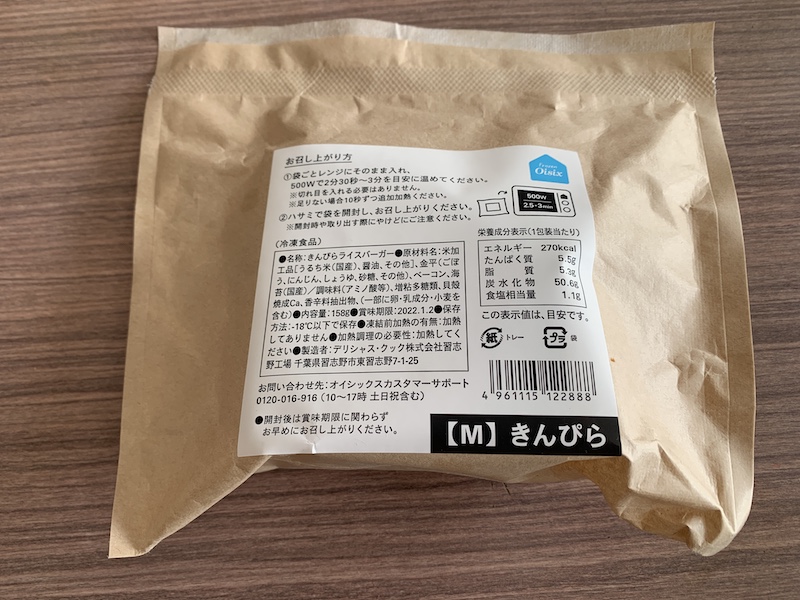 お召し上がり方
①袋ごとレンジにそのまま入れ、
500Wで2分30秒〜3分を目安に温めてください。
※切れ目を入れる必要はありません。
※足りない場合10秒ずつ追加加熱ください。
②ハサミで袋を開封し、お召し上がりください。
※開封時や取り出す際にやけどにご注意ください。
Farm to Oisix
500W
2.5-3min
(冷凍食品)
●名称:きんぴらライスバーガー●原材料名:米加
工品[うるち米(国産)、醤油、その他]、金平(ごぼ
う、にんじん、しょうゆ、砂糖、その他)、ベーコン、海
苔(国産)/調味料(アミノ酸等)、増粘多糖類、貝殻
焼成Ca、香辛料抽出物、(一部に卵・乳成分・小麦を
含む)●内容量:158g●賞味期限:2022.1.2●保存
方法:-18℃以下で保存●凍結前加熱の有無:加熱
してありません●加熱調理の必要性:加熱してく
ださい●製造者:デリシャス・クック株式会社習志
野工場 千葉県習志野市東習志野7-1-25
栄養成分表示(1包装当たり)
エネルギー 270kcal
たんぱく質 5.5g
脂質 5.3g
炭水化物 50.6g
食塩相当量 1.1g
この表示値は、目安です。
紙 トレー
プラ 袋
お問い合わせ先:オイシックスカスタマーサポート
0120-016-916(10〜17時 土日祝含む)
4 961115 122888
●開封後は賞味期限に関わらず
お早めにお召し上がりください。
【M】きんぴら